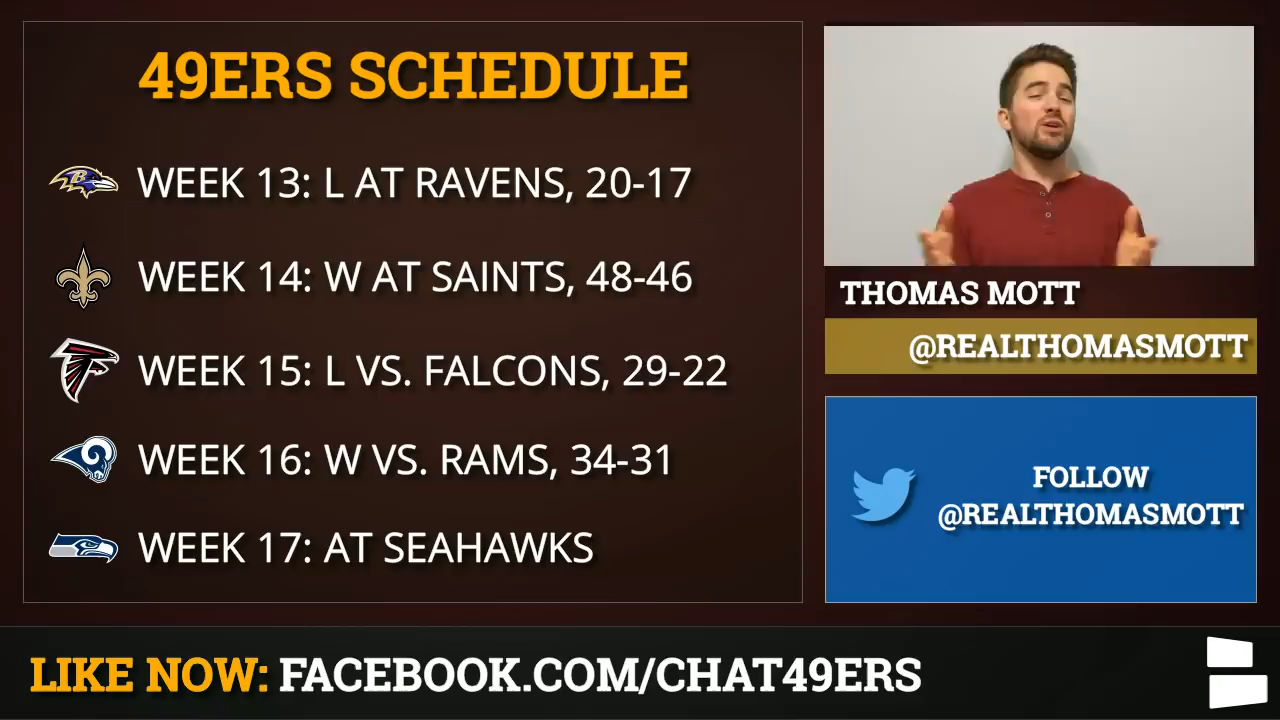 49ERS SCHEDULE
WEEK 13: L AT RAVENS, 20-17
WEEK 14: W AT SAINTS, 48-46
WEEK 15: L VS. FALCONS, 29-22
WEEK 16: W VS. RAMS, 34-31
WEEK 17: AT SEAHAWKS
THOMAS MOTT
@REALTHOMASMOTT
FOLLOW
@REALTHOMASMOTT
LIKE NOW: FACEBOOK.COM/CHAT49ERS